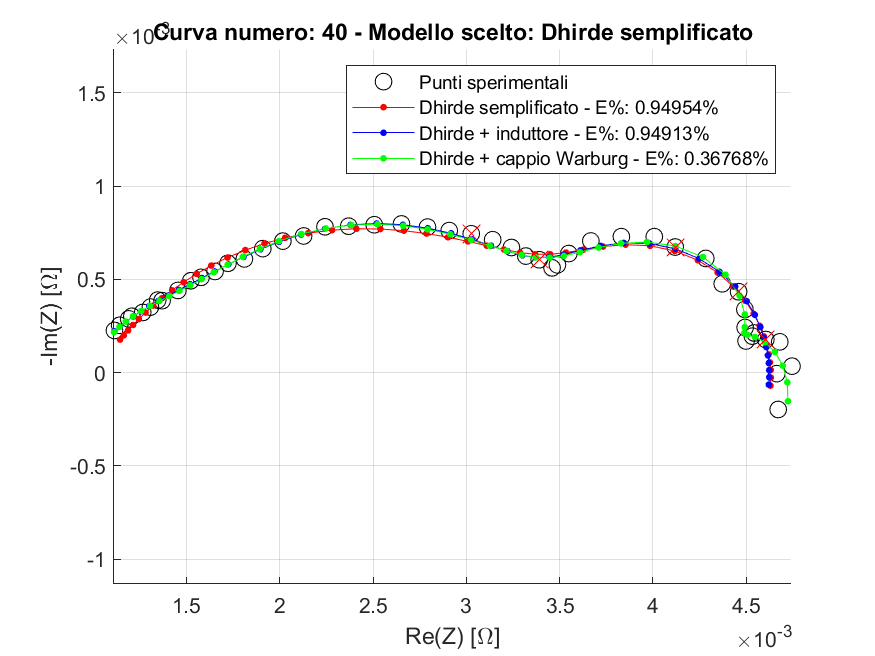 ×10⁻³
Curva numero: 40 - Modello scelto: Dhirde semplificato
Punti sperimentali
Dhirde semplificato - E%: 0.94954%
Dhirde + induttore - E%: 0.94913%
Dhirde + cappio Warburg - E%: 0.36768%
1.5
1
0.5
0
-0.5
-1
-Im(Z) [Ω]
1.5 2 2.5 3 3.5 4 4.5
Re(Z) [Ω]
×10⁻³